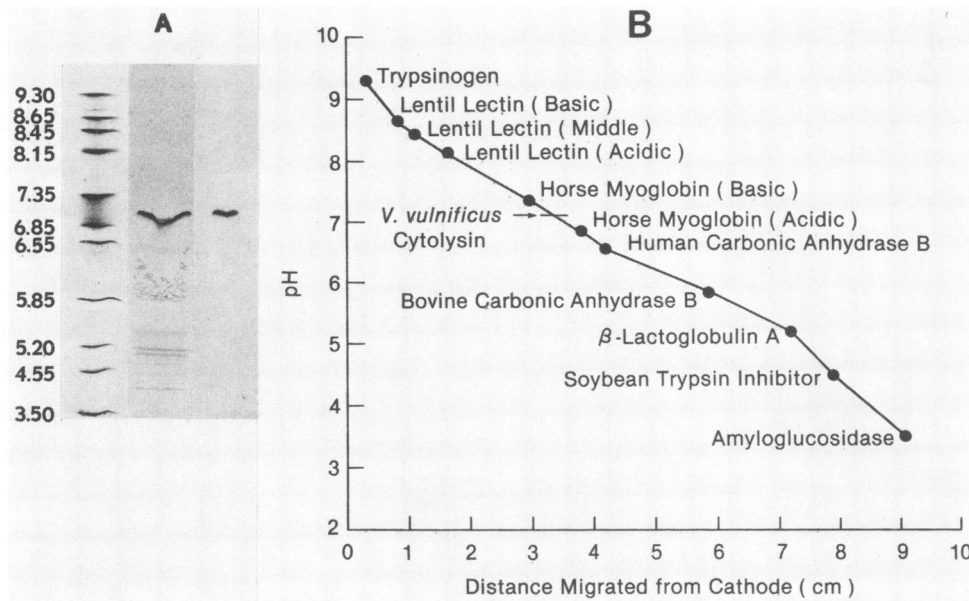 A
9.30
8.65
8.45
8.15
7.35
6.85
6.55
5.85
5.20
4.55
3.50
B
10
9
8
7
6
5
4
3
2
pH
Trypsinogen
Lentil Lectin ( Basic )
Lentil Lectin ( Middle )
Lentil Lectin ( Acidic )
Horse Myoglobin ( Basic )
V. vulnificus
Cytolysin
Horse Myoglobin ( Acidic )
Human Carbonic Anhydrase B
Bovine Carbonic Anhydrase B
β-Lactoglobulin A
Soybean Trypsin Inhibitor
Amyloglucosidase
0 1 2 3 4 5 6 7 8 9 10
Distance Migrated from Cathode ( cm )